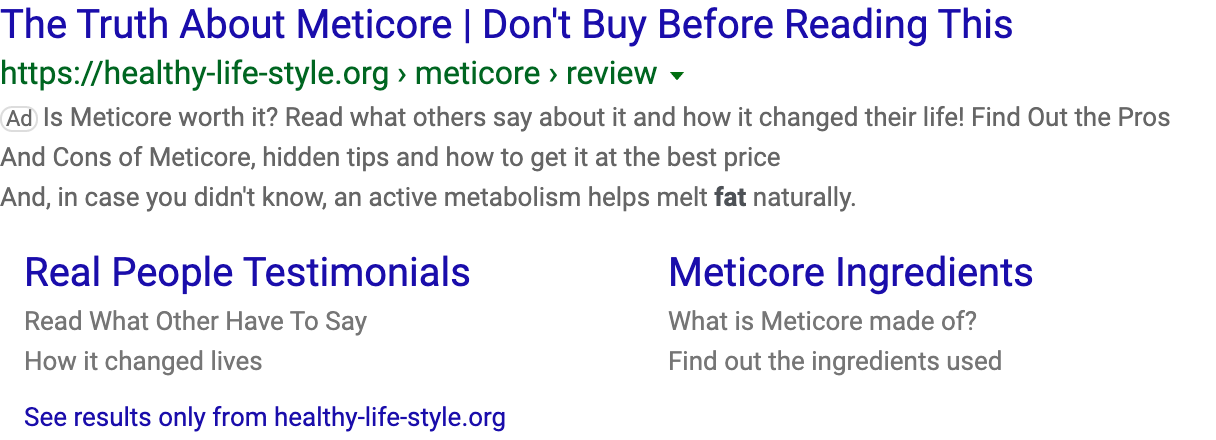 The Truth About Meticore | Don't Buy Before Reading This
https://healthy-life-style.org › meticore › review
Ad Is Meticore worth it? Read what others say about it and how it changed their life! Find Out the Pros
And Cons of Meticore, hidden tips and how to get it at the best price
And, in case you didn't know, an active metabolism helps melt fat naturally.
Real People Testimonials
Read What Other Have To Say
How it changed lives
Meticore Ingredients
What is Meticore made of?
Find out the ingredients used
See results only from healthy-life-style.org